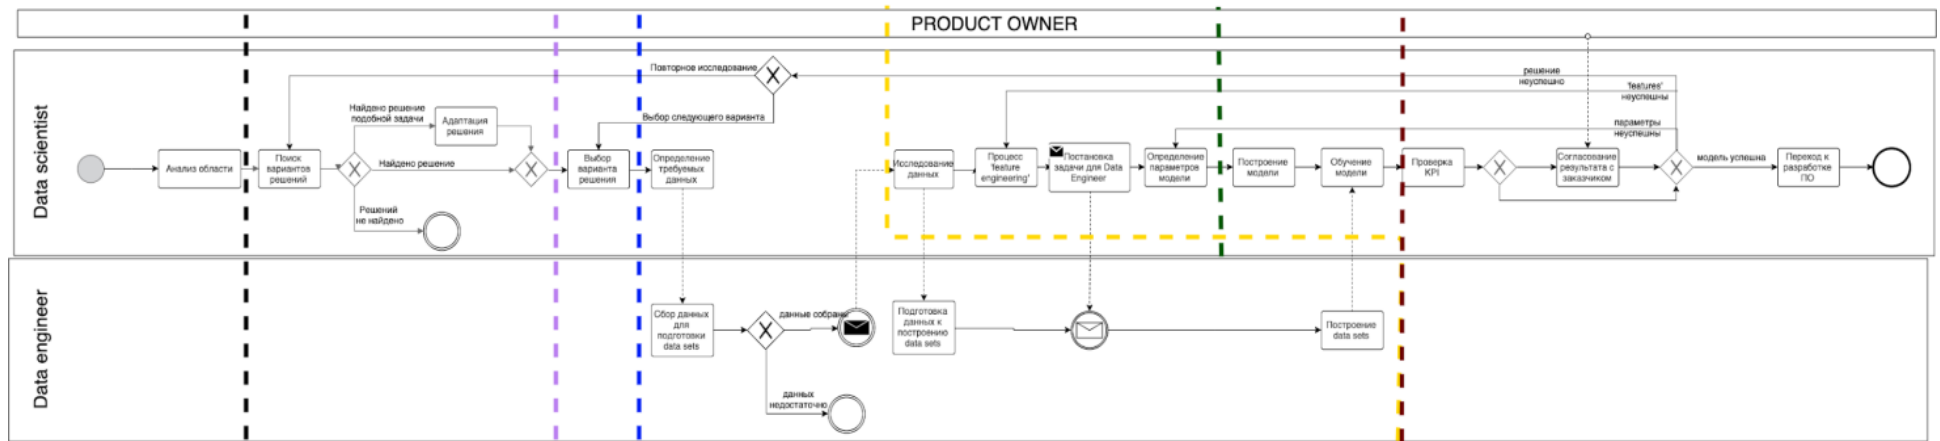 PRODUCT OWNER
Data scientist
Повторное исследование
решение
неуспешно
'features'
неуспешны
Найдено решение
подобной задачи
Адаптация
решения
Выбор следующего варианта
параметры
неуспешны
Анализ области
Поиск
вариантов
решений
Найдено решение
Выбор
варианта
решения
Определение
требуемых
данных
Исследование
данных
Процесс
'feature
engineering'
Постановка
задачи для Data
Engineer
Определение
параметров
модели
Построение
модели
Обучение
модели
Проверка
KPI
Согласование
результата с
заказчиком
модель успешна
Переход к
разработке
ПО
Решений
не найдено
Data engineer
Сбор данных
для
подготовки
data sets
данные собраны
Подготовка
данных к
построению
data sets
Построение
data sets
данных
недостаточно